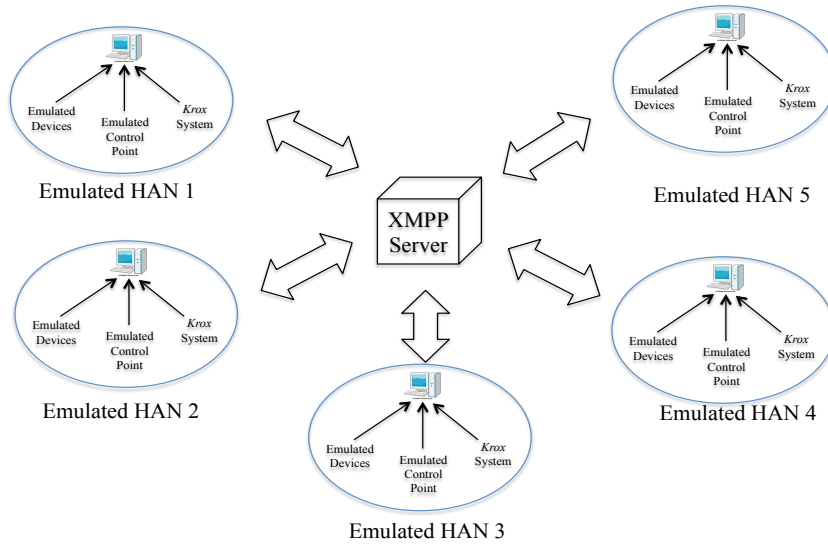 Emulated
Devices
Emulated
Control
Point
Krox
System
Emulated HAN 1
Emulated
Devices
Emulated
Control
Point
Krox
System
Emulated HAN 5
XMPP
Server
Emulated
Devices
Emulated
Control
Point
Krox
System
Emulated HAN 2
Emulated
Devices
Emulated
Control
Point
Krox
System
Emulated HAN 4
Emulated
Devices
Emulated
Control
Point
Krox
System
Emulated HAN 3